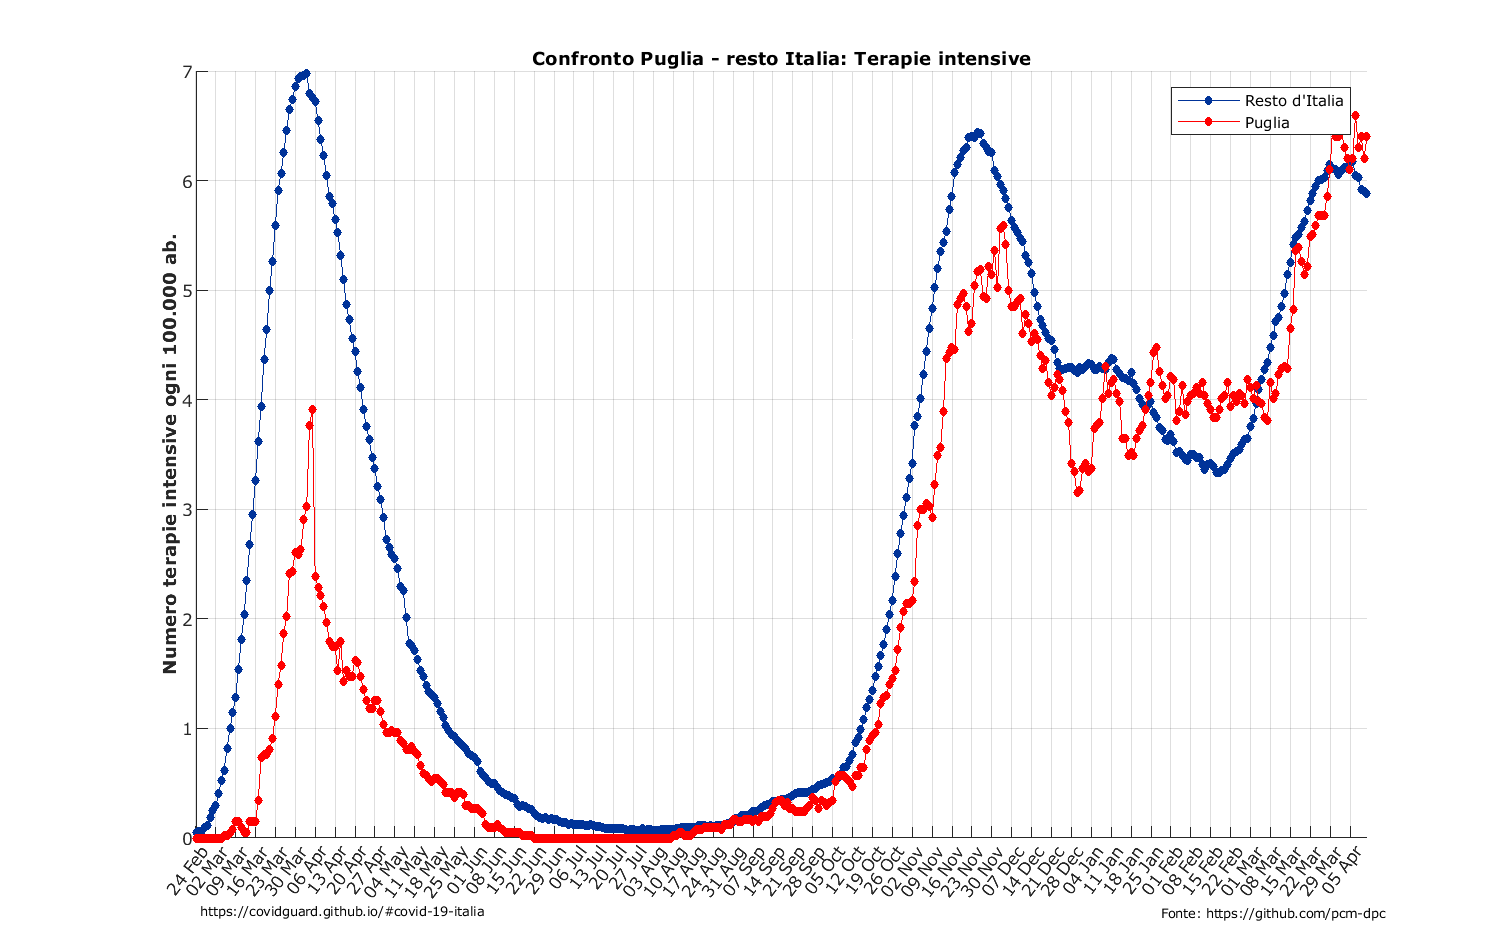 Confronto Puglia - resto Italia: Terapie intensive
Resto d'Italia
Puglia
Numero terapie intensive ogni 100.000 ab.
7
6
5
4
3
2
1
0
24 Feb
02 Mar
09 Mar
16 Mar
23 Mar
30 Mar
06 Apr
13 Apr
20 Apr
27 Apr
04 May
11 May
18 May
25 May
01 Jun
08 Jun
15 Jun
22 Jun
29 Jun
06 Jul
13 Jul
20 Jul
27 Jul
03 Aug
10 Aug
17 Aug
24 Aug
31 Aug
07 Sep
14 Sep
21 Sep
28 Sep
05 Oct
12 Oct
19 Oct
26 Oct
02 Nov
09 Nov
16 Nov
23 Nov
30 Nov
07 Dec
14 Dec
21 Dec
28 Dec
04 Jan
11 Jan
18 Jan
25 Jan
01 Feb
08 Feb
15 Feb
22 Feb
01 Mar
08 Mar
15 Mar
22 Mar
29 Mar
05 Apr
https://covidguard.github.io/#covid-19-italia
Fonte: https://github.com/pcm-dpc